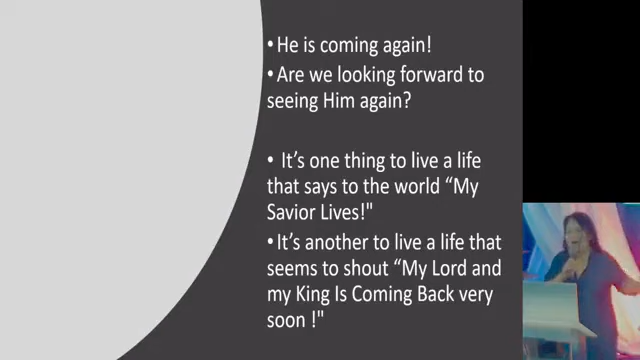 • He is coming again!
• Are we looking forward to
seeing Him again?
• It’s one thing to live a life
that says to the world “My
Savior Lives!"
• It’s another to live a life that
seems to shout “My Lord and
my King Is Coming Back very
soon !"